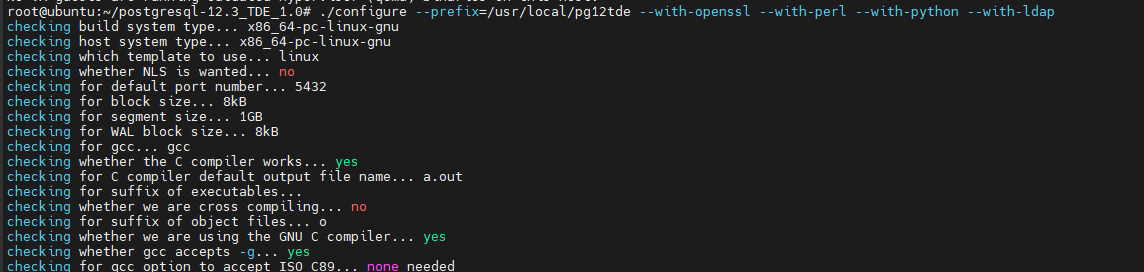 root@ubuntu:~/postgresql-12.3_TDE_1.0# ./configure --prefix=/usr/local/pg12tde --with-openssl --with-perl --with-python --with-ldap
checking build system type... x86_64-pc-linux-gnu
checking host system type... x86_64-pc-linux-gnu
checking which template to use... linux
checking whether NLS is wanted... no
checking for default port number... 5432
checking for block size... 8kB
checking for segment size... 1GB
checking for WAL block size... 8kB
checking for gcc... gcc
checking whether the C compiler works... yes
checking for C compiler default output file name... a.out
checking for suffix of executables...
checking whether we are cross compiling... no
checking for suffix of object files... o
checking whether we are using the GNU C compiler... yes
checking whether gcc accepts -g... yes
checking for gcc option to accept ISO C89... none needed